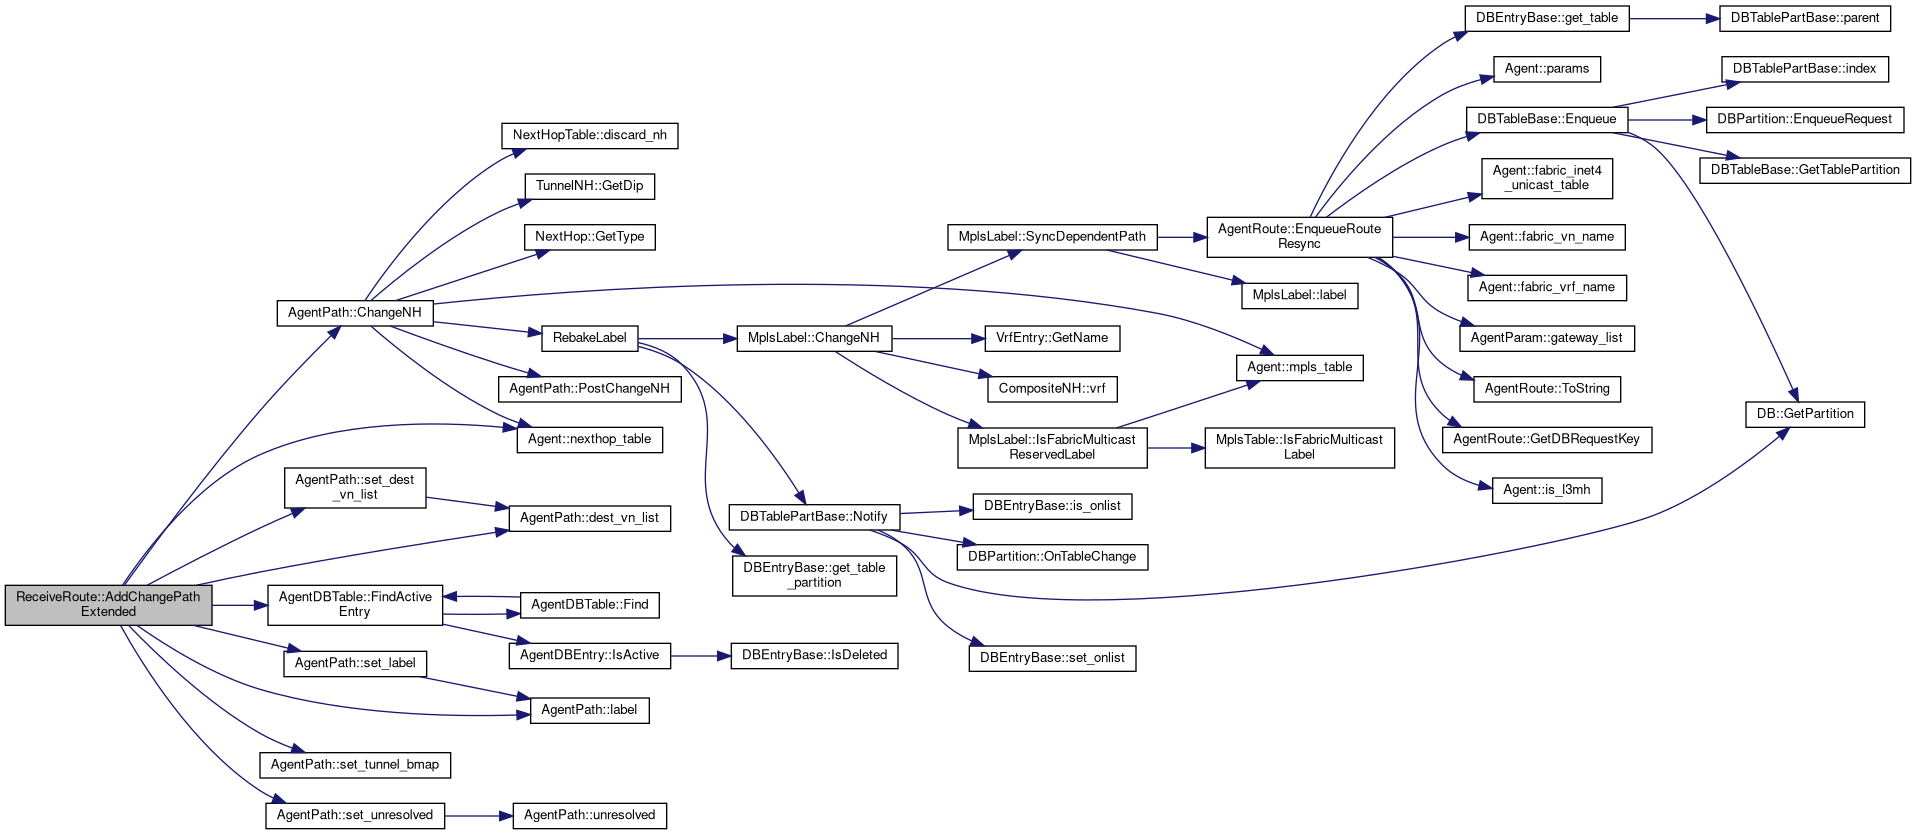 ReceiveRoute::AddChangePath
Extended
AgentPath::ChangeNH
AgentPath::set_dest
_vn_list
AgentDBTable::FindActive
Entry
AgentPath::set_label
AgentPath::set_tunnel_bmap
AgentPath::set_unresolved
NextHopTable::discard_nh
TunnelNH::GetDip
NextHop::GetType
RebakeLabel
AgentPath::PostChangeNH
Agent::nexthop_table
AgentPath::dest_vn_list
AgentDBTable::Find
AgentDBEntry::IsActive
AgentPath::label
AgentPath::unresolved
MplsLabel::ChangeNH
DBTablePartBase::Notify
DBEntryBase::get_table
_partition
DBEntryBase::IsDeleted
MplsLabel::SyncDependentPath
VrfEntry::GetName
CompositeNH::vrf
MplsLabel::IsFabricMulticast
ReservedLabel
DBEntryBase::is_onlist
DBPartition::OnTableChange
DBEntryBase::set_onlist
AgentRoute::EnqueueRoute
Resync
MplsLabel::label
Agent::mpls_table
MplsTable::IsFabricMulticast
Label
DBEntryBase::get_table
Agent::params
DBTableBase::Enqueue
Agent::fabric_inet4
_unicast_table
Agent::fabric_vn_name
Agent::fabric_vrf_name
AgentParam::gateway_list
AgentRoute::ToString
AgentRoute::GetDBRequestKey
Agent::is_l3mh
DBTablePartBase::parent
DBTablePartBase::index
DBPartition::EnqueueRequest
DBTableBase::GetTablePartition
DB::GetPartition